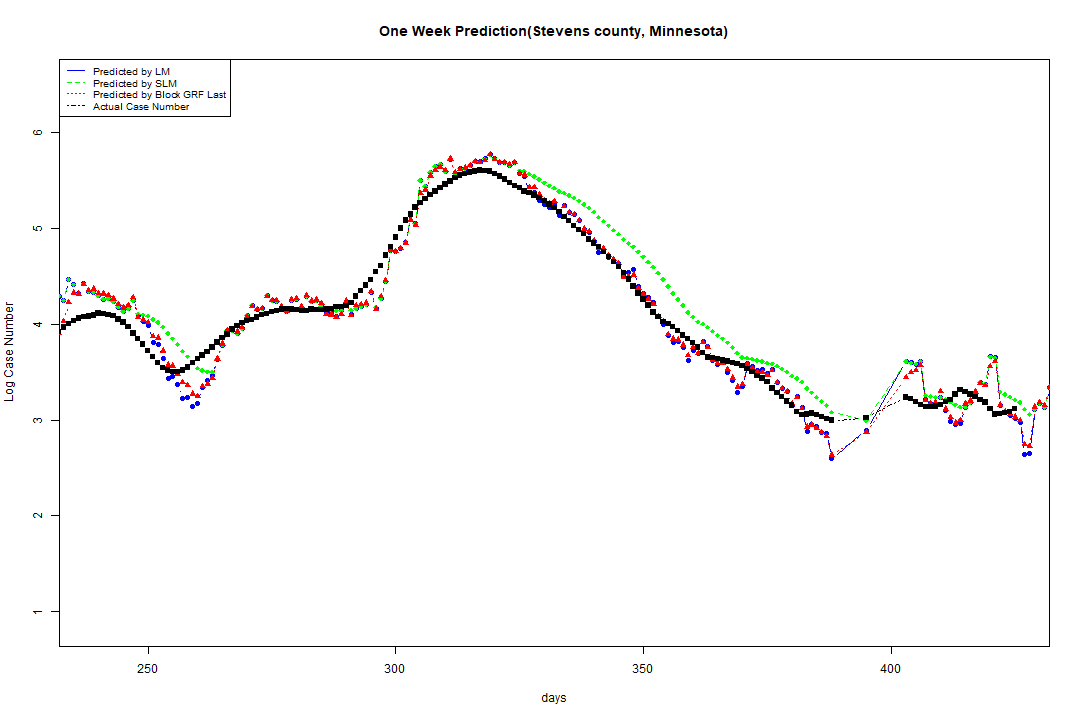 One Week Prediction(Stevens county, Minnesota)
Predicted by LM
Predicted by SLM
Predicted by Block GRF Last
Actual Case Number
6
5
4
3
2
1
Log Case Number
250 300 350 400
days